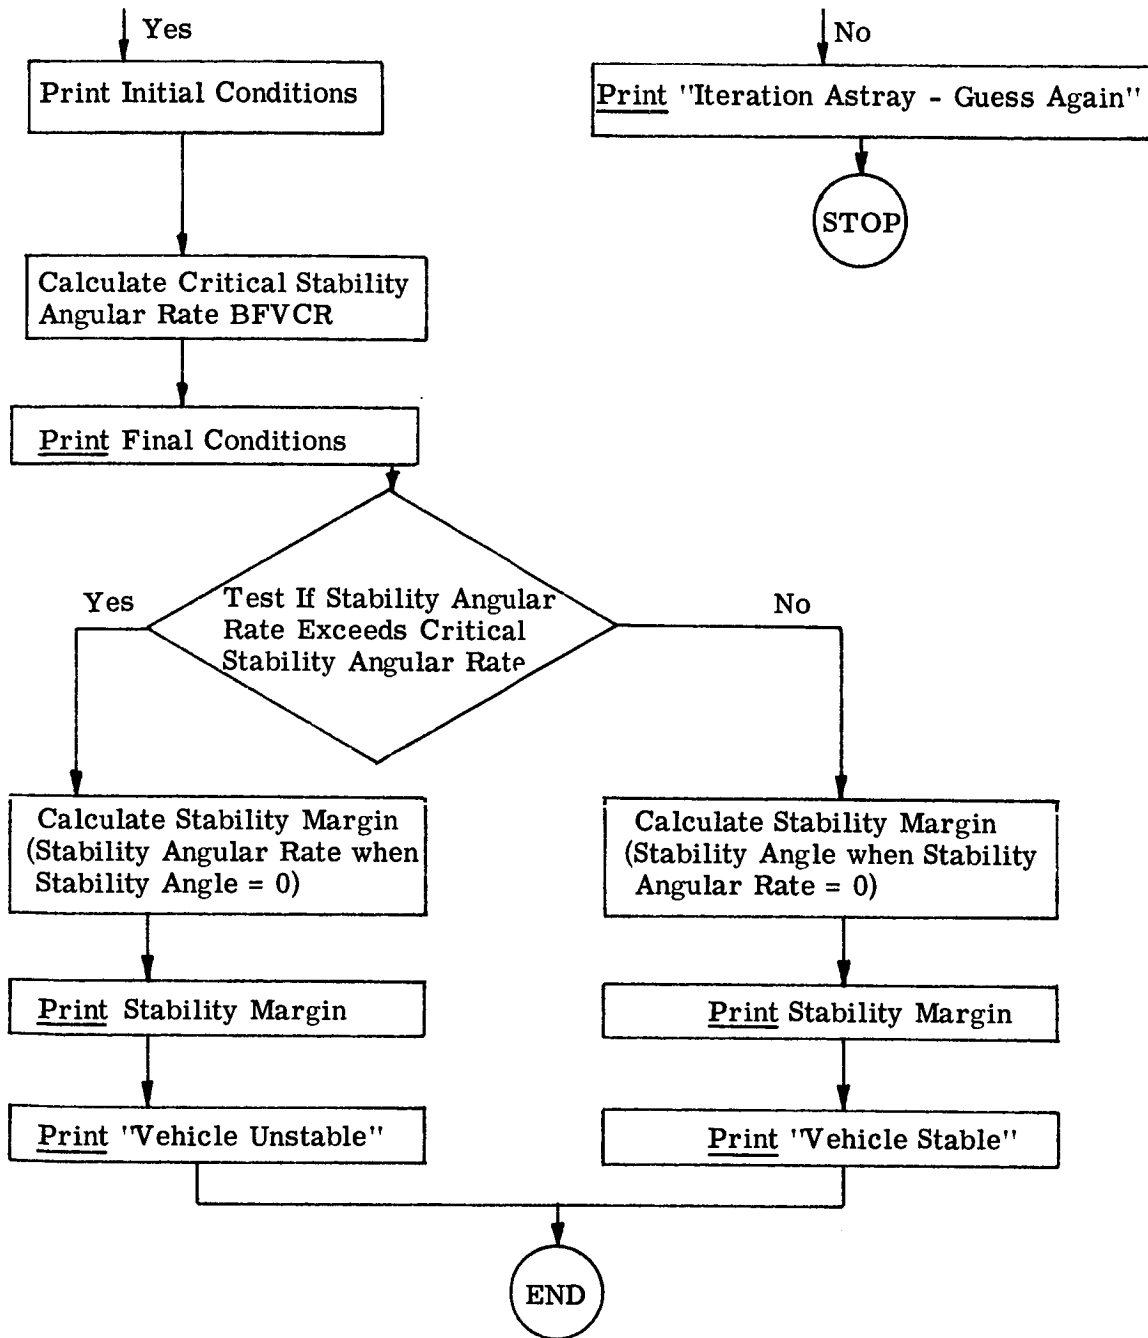 Yes
No
Print Initial Conditions
Print "Iteration Astray - Guess Again"
STOP
Calculate Critical Stability
Angular Rate BFVCR
Print Final Conditions
Yes
Test If Stability Angular
Rate Exceeds Critical
Stability Angular Rate
No
Calculate Stability Margin
(Stability Angular Rate when
Stability Angle = 0)
Calculate Stability Margin
(Stability Angle when Stability
Angular Rate = 0)
Print Stability Margin
Print Stability Margin
Print "Vehicle Unstable"
Print "Vehicle Stable"
END